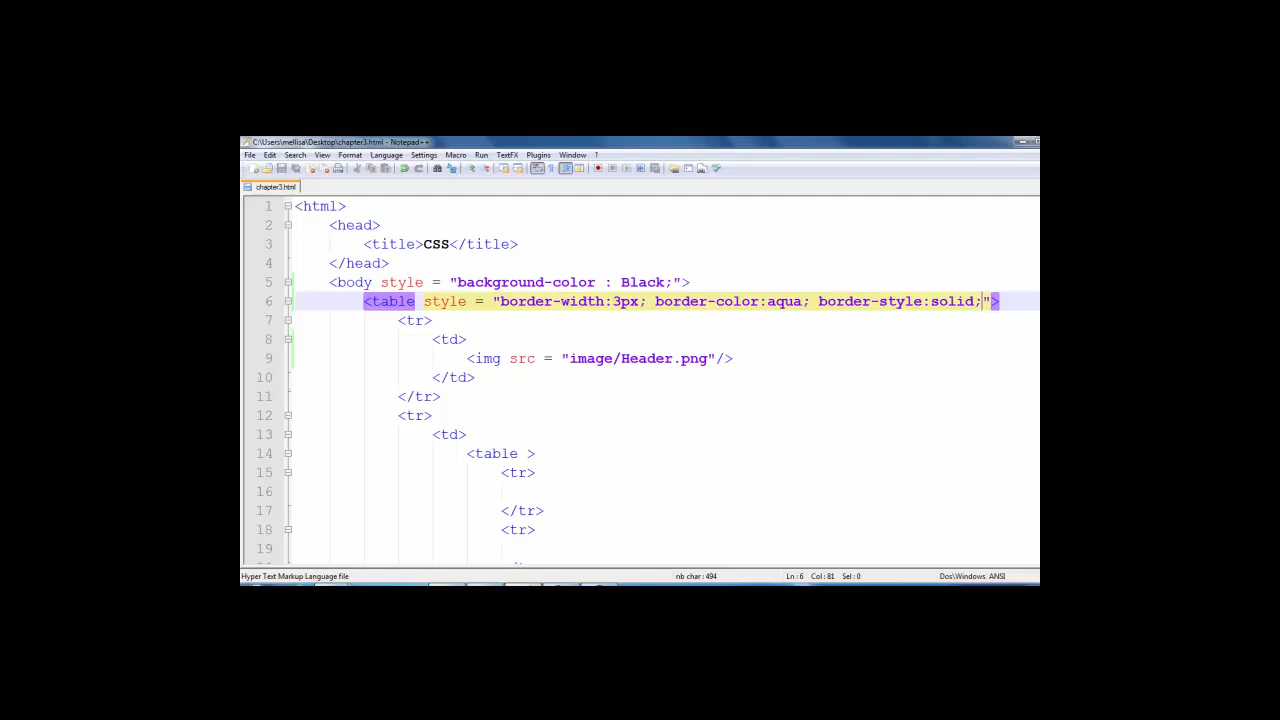 C:\Users\mellisa\Desktop\chapter3.html - Notepad++
File Edit Search View Format Language Settings Macro Run TextFX Plugins Window ?
chapter3.html
1 <html>
2 <head>
3 <title>CSS</title>
4 </head>
5 <body style = "background-color : Black;">
6 <table style = "border-width:3px; border-color:aqua; border-style:solid;">
7 <tr>
8 <td>
9 <img src = "image/Header.png"/>
10 </td>
11 </tr>
12 <tr>
13 <td>
14 <table >
15 <tr>
16
17 </tr>
18 <tr>
19
Hyper Text Markup Language file nb char : 494 Ln : 6 Col : 81 Sel : 0 Dos\Windows ANSI